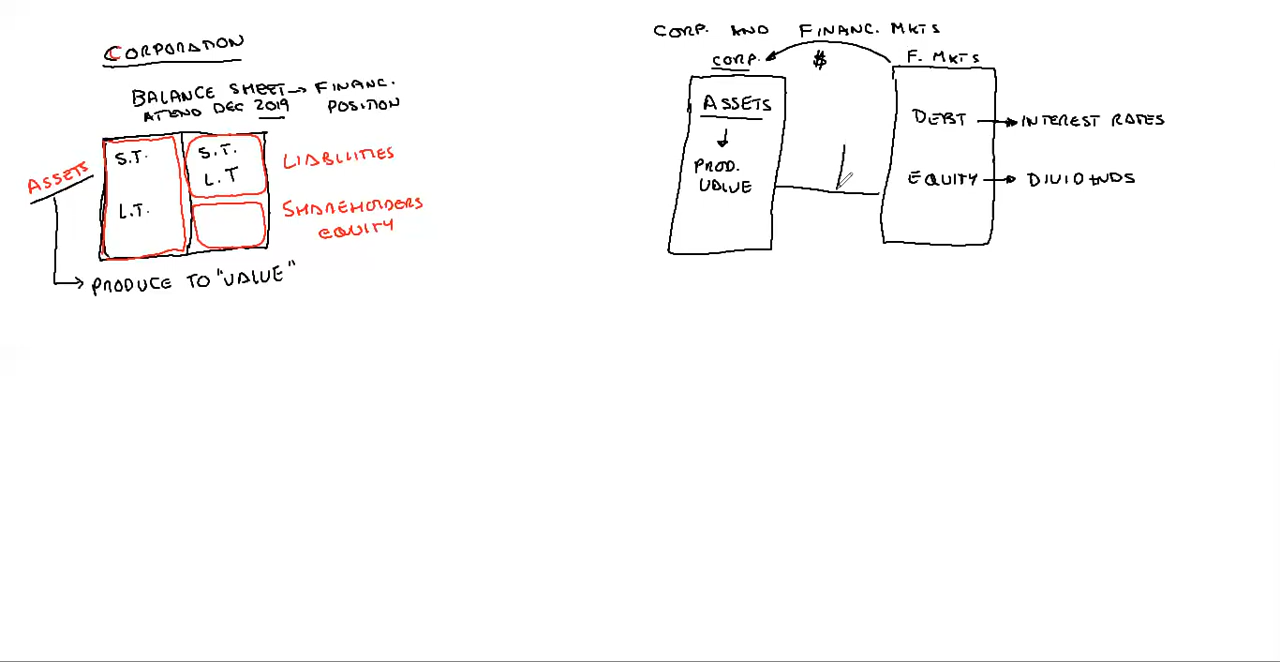 CORPORATION
BALANCE SHEET → FINANC.
AT END DEC 2019 POSITION
ASSETS
S.T.
L.T.
S.T.
L.T
LIABILITIES
SHAREHOLDERS
EQUITY
PRODUCE TO "VALUE"
CORP. AND FINANC. MKTS
CORP.
$
F. MKTS
ASSETS
PROD.
VALUE
DEBT → INTEREST RATES
EQUITY → DIVIDENDS